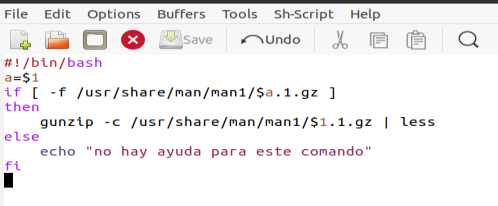 File Edit Options Buffers Tools Sh-Script Help
Save Undo
#!/bin/bash
a=$1
if [ -f /usr/share/man/man1/$a.1.gz ]
then
    gunzip -c /usr/share/man/man1/$1.1.gz | less
else
    echo "no hay ayuda para este comando"
fi